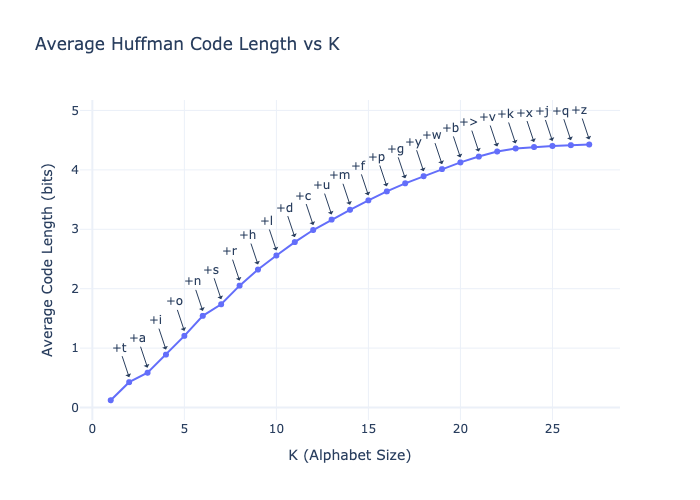 Average Huffman Code Length vs K
Average Code Length (bits)
5
4
3
2
1
0
+t
+a
+i
+o
+n
+s
+r
+h
+l
+d
+c
+u
+m
+f
+p
+g
+y
+w
+b
+>
+v
+k
+x
+j
+q
+z
0 5 10 15 20 25
K (Alphabet Size)